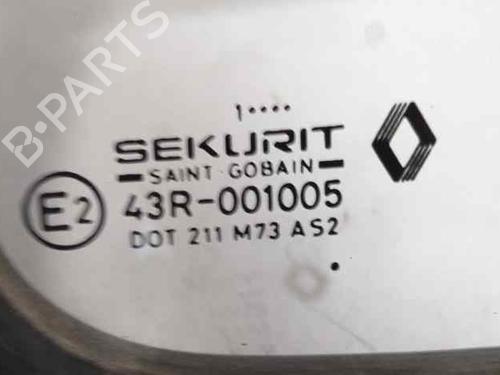 B-PARTS
1····
SEKURIT
SAINT-GOBAIN
E2
43R-001005
DOT 211 M73 AS2
.